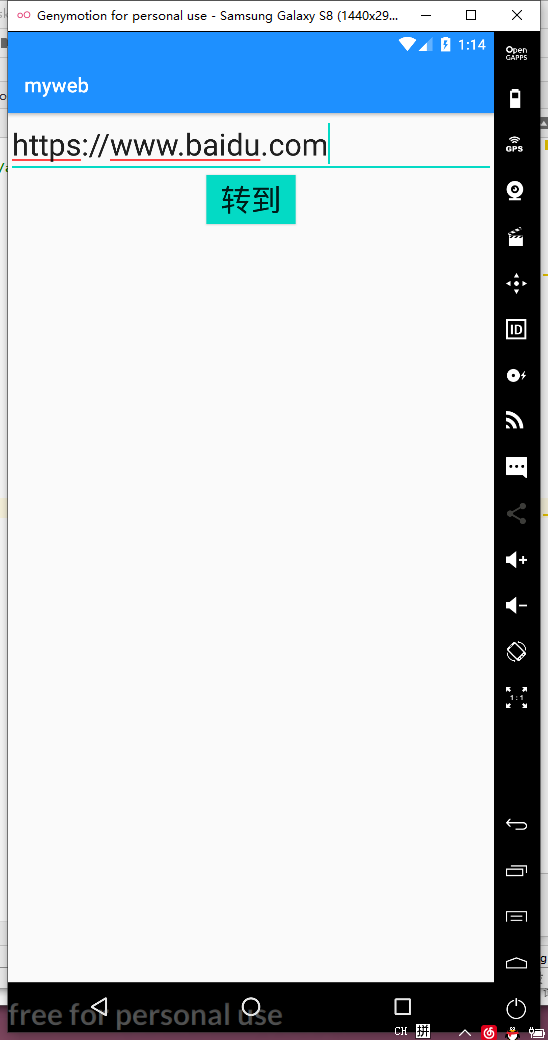 Genymotion for personal use - Samsung Galaxy S8 (1440x29...
1:14
myweb
https://www.baidu.com
转到
Open
GAPPS
GPS
ID
1:1
free for personal use
CH 拼